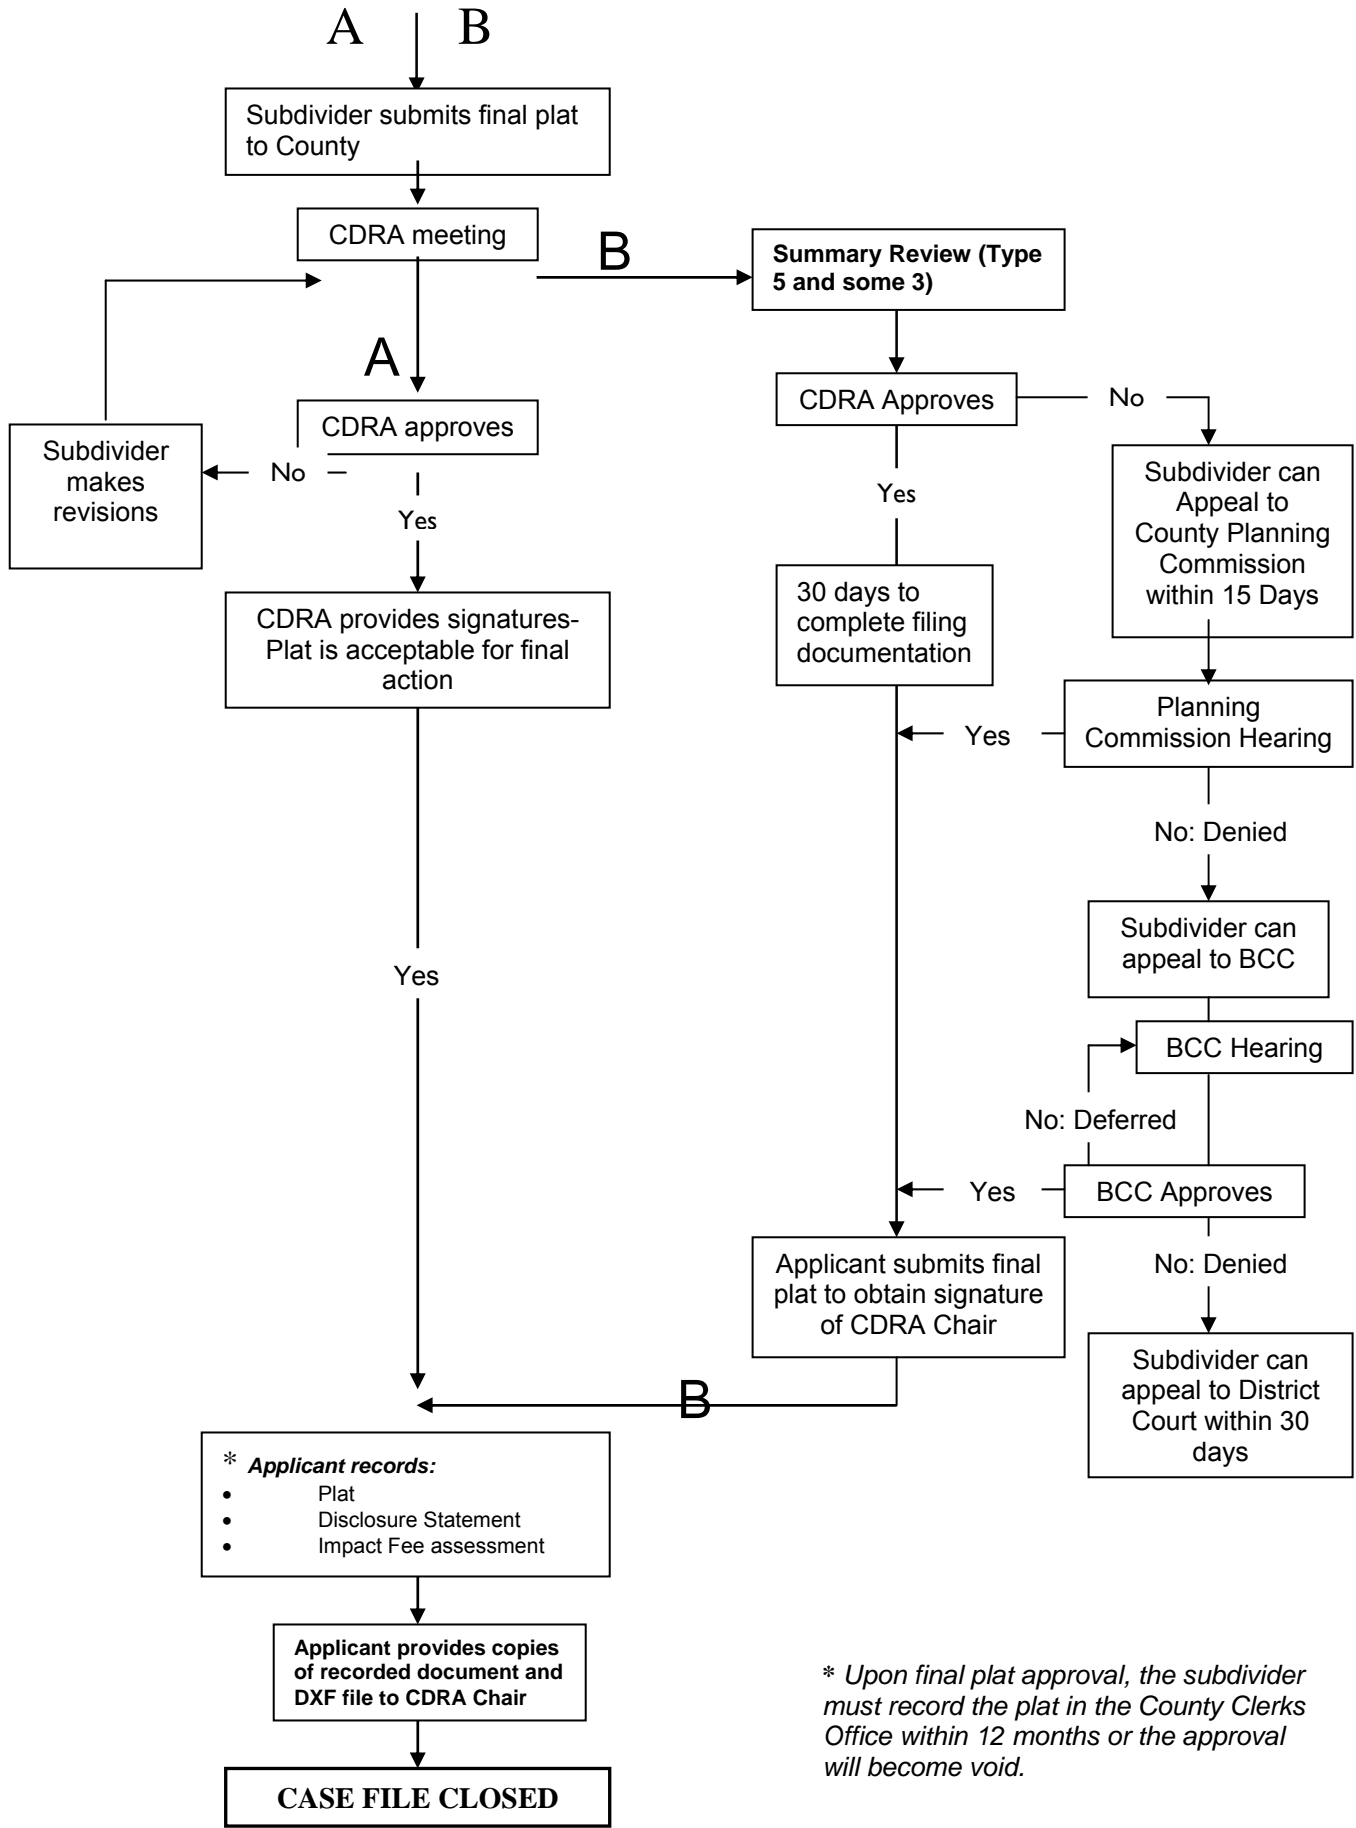 A B
Subdivider submits final plat
to County
CDRA meeting
B
Summary Review (Type
5 and some 3)
A
CDRA approves
No
Subdivider
makes
revisions
Yes
CDRA provides signatures-
Plat is acceptable for final
action
Yes
CDRA Approves
No
Yes
Subdivider can
Appeal to
County Planning
Commission
within 15 Days
30 days to
complete filing
documentation
Planning
Commission Hearing
Yes
No: Denied
Subdivider can
appeal to BCC
BCC Hearing
No: Deferred
BCC Approves
Yes
No: Denied
Applicant submits final
plat to obtain signature
of CDRA Chair
Subdivider can
appeal to District
Court within 30
days
B
* Applicant records:
• Plat
• Disclosure Statement
• Impact Fee assessment
Applicant provides copies
of recorded document and
DXF file to CDRA Chair
CASE FILE CLOSED
* Upon final plat approval, the subdivider
must record the plat in the County Clerks
Office within 12 months or the approval
will become void.